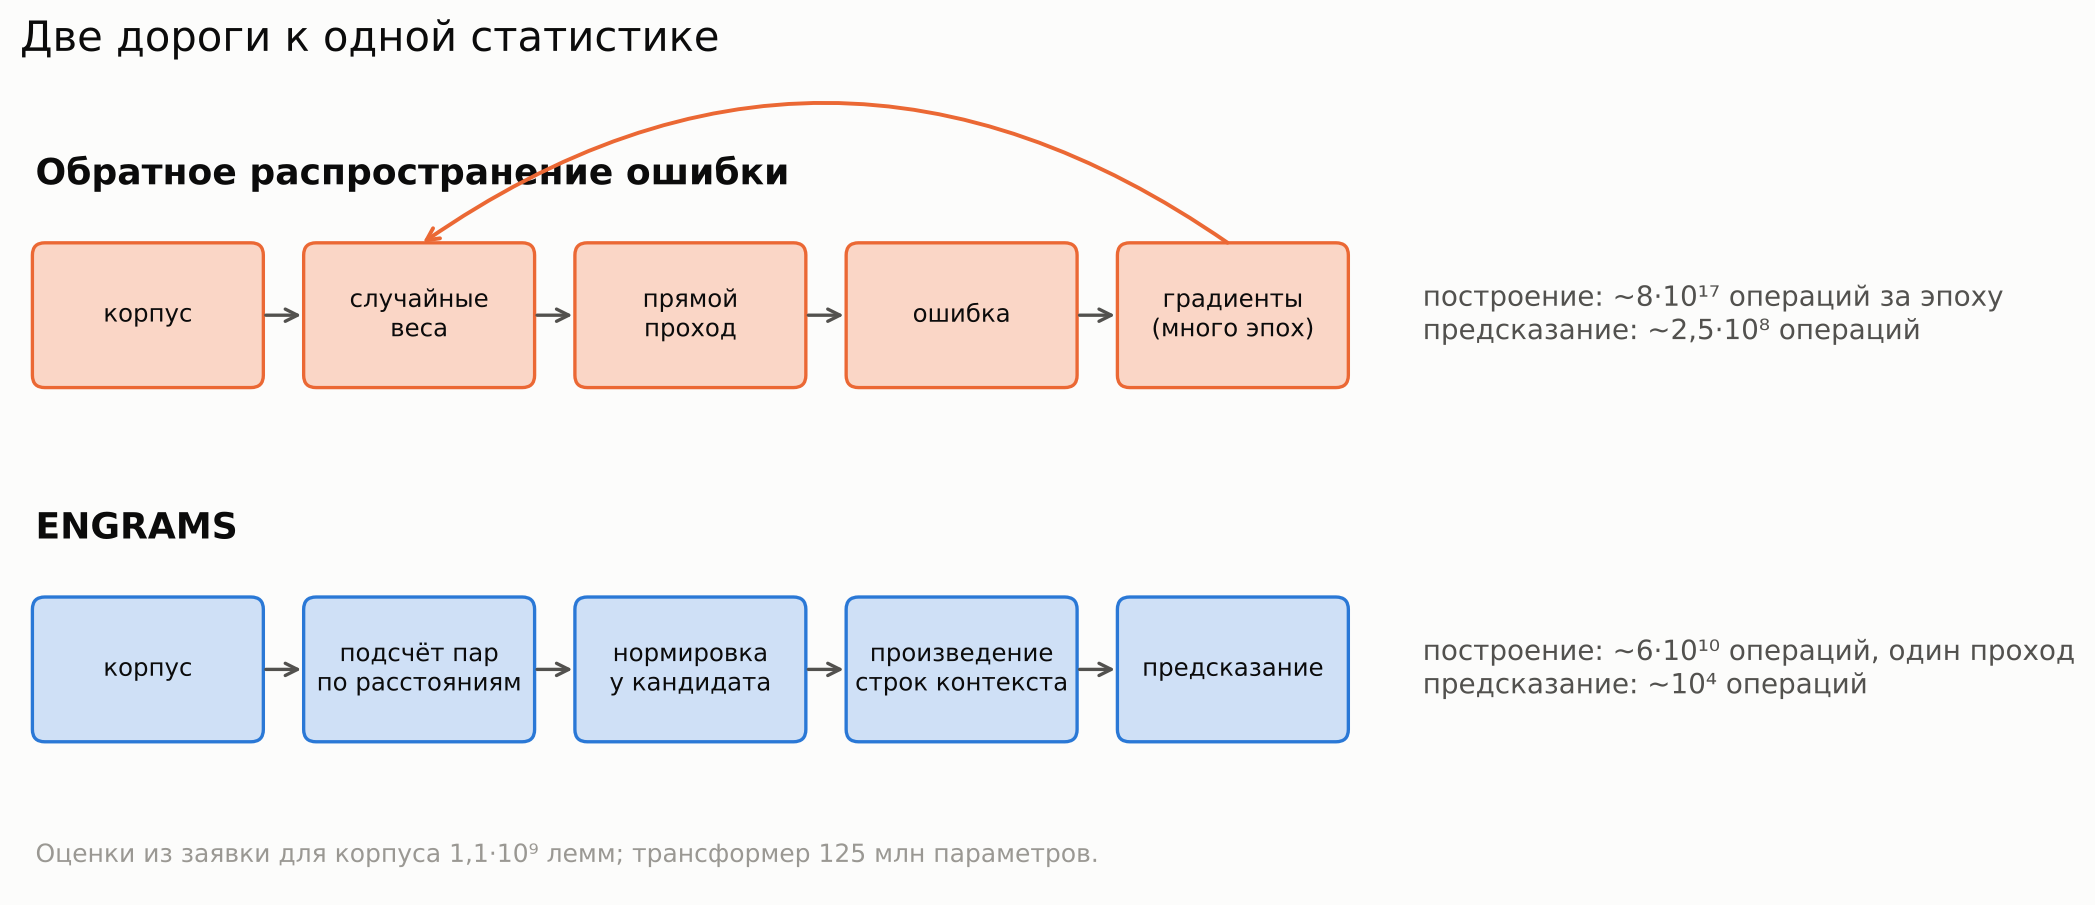 Две дороги к одной статистике
Обратное распространение ошибки
корпус
случайные
веса
прямой
проход
ошибка
градиенты
(много эпох)
построение: ~8·10¹⁷ операций за эпоху
предсказание: ~2,5·10⁸ операций
ENGRAMS
корпус
подсчёт пар
по расстояниям
нормировка
у кандидата
произведение
строк контекста
предсказание
построение: ~6·10¹⁰ операций, один проход
предсказание: ~10⁴ операций
Оценки из заявки для корпуса 1,1·10⁹ лемм; трансформер 125 млн параметров.